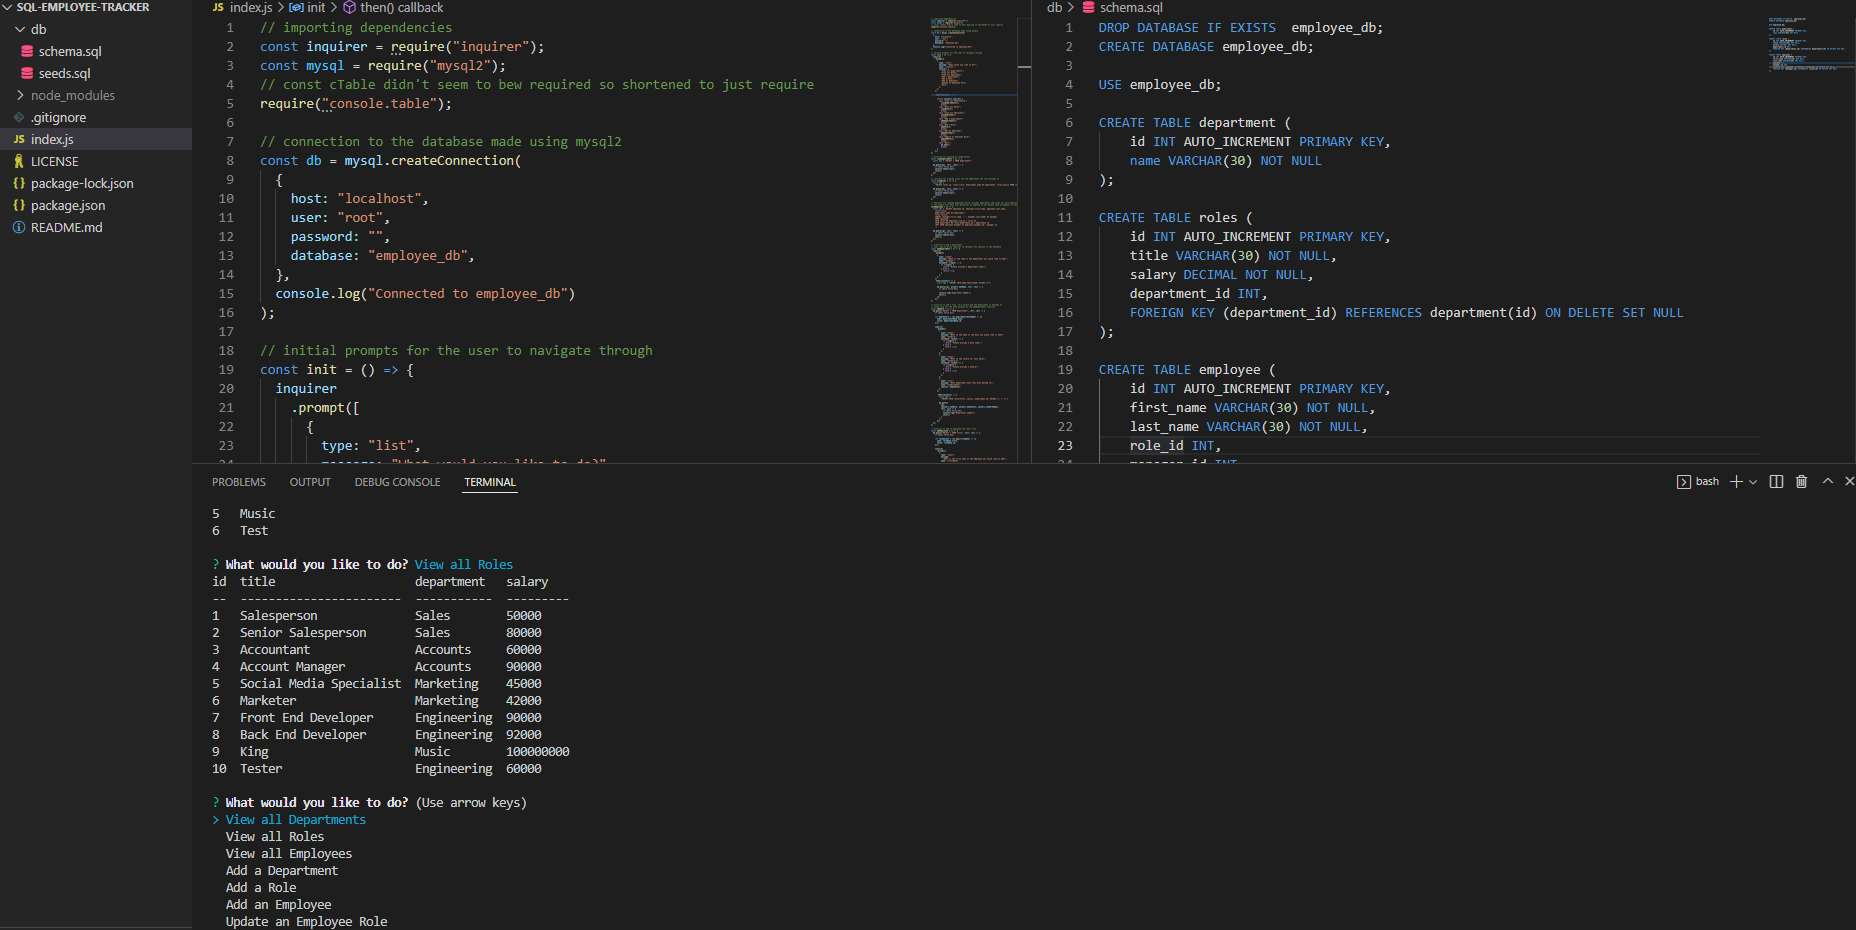 SQL-EMPLOYEE-TRACKER
db
schema.sql
seeds.sql
node_modules
.gitignore
JS index.js
LICENSE
{} package-lock.json
{} package.json
README.md
JS index.js > init > then() callback
1 // importing dependencies
2 const inquirer = require("inquirer");
3 const mysql = require("mysql2");
4 // const cTable didn't seem to bew required so shortened to just require
5 require("console.table");
6
7 // connection to the database made using mysql2
8 const db = mysql.createConnection(
9 {
10 host: "localhost",
11 user: "root",
12 password: "",
13 database: "employee_db",
14 },
15 console.log("Connected to employee_db")
16 );
17
18 // initial prompts for the user to navigate through
19 const init = () => {
20 inquirer
21 .prompt([
22 {
23 type: "list",
24 message: "What would you like to do?"
db > schema.sql
1 DROP DATABASE IF EXISTS employee_db;
2 CREATE DATABASE employee_db;
3
4 USE employee_db;
5
6 CREATE TABLE department (
7 id INT AUTO_INCREMENT PRIMARY KEY,
8 name VARCHAR(30) NOT NULL
9 );
10
11 CREATE TABLE roles (
12 id INT AUTO_INCREMENT PRIMARY KEY,
13 title VARCHAR(30) NOT NULL,
14 salary DECIMAL NOT NULL,
15 department_id INT,
16 FOREIGN KEY (department_id) REFERENCES department(id) ON DELETE SET NULL
17 );
18
19 CREATE TABLE employee (
20 id INT AUTO_INCREMENT PRIMARY KEY,
21 first_name VARCHAR(30) NOT NULL,
22 last_name VARCHAR(30) NOT NULL,
23 role_id INT,
24 manager_id INT
PROBLEMS OUTPUT DEBUG CONSOLE TERMINAL
bash
5 Music
6 Test
? What would you like to do? View all Roles
id title department salary
-- ----------------------- ----------- ---------
1 Salesperson Sales 50000
2 Senior Salesperson Sales 80000
3 Accountant Accounts 60000
4 Account Manager Accounts 90000
5 Social Media Specialist Marketing 45000
6 Marketer Marketing 42000
7 Front End Developer Engineering 90000
8 Back End Developer Engineering 92000
9 King Music 100000000
10 Tester Engineering 60000
? What would you like to do? (Use arrow keys)
> View all Departments
View all Roles
View all Employees
Add a Department
Add a Role
Add an Employee
Update an Employee Role